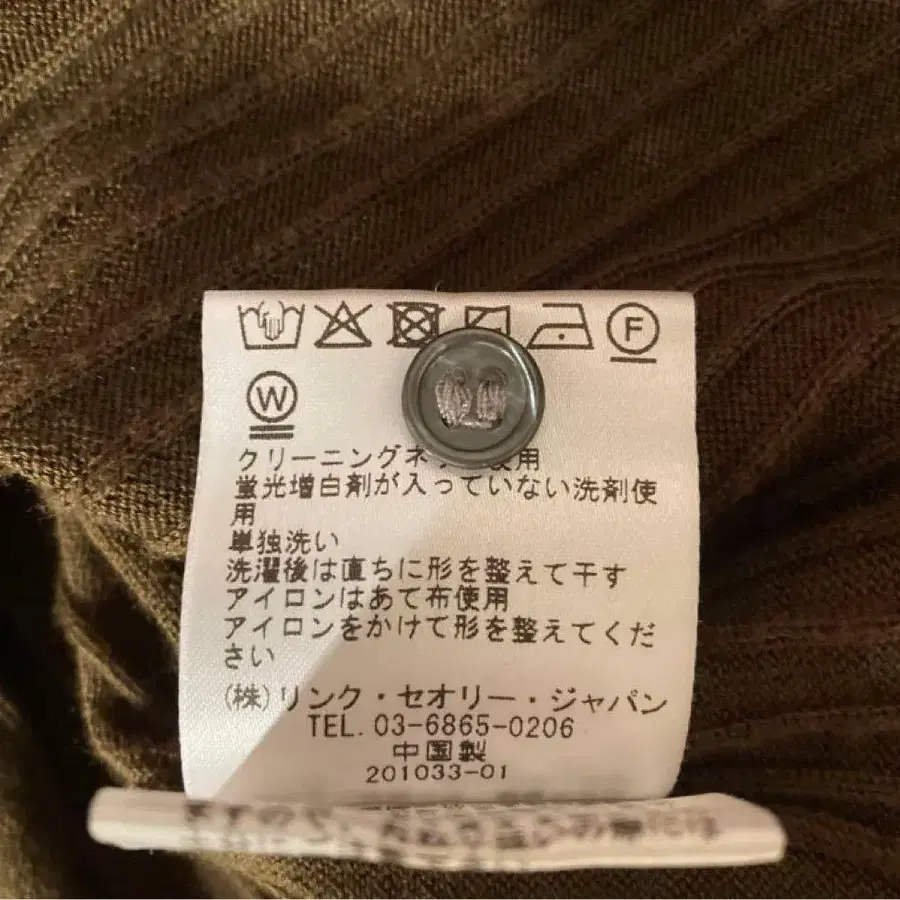 F
W
クリーニングネ 使用
蛍光増白剤が入っていない洗剤使
用
単独洗い
洗濯後は直ちに形を整えて干す
アイロンはあて布使用
アイロンをかけて形を整えてくだ
さい
(株)リンク・セオリー・ジャパン
TEL. 03-6865-0206
中国製
201033-01